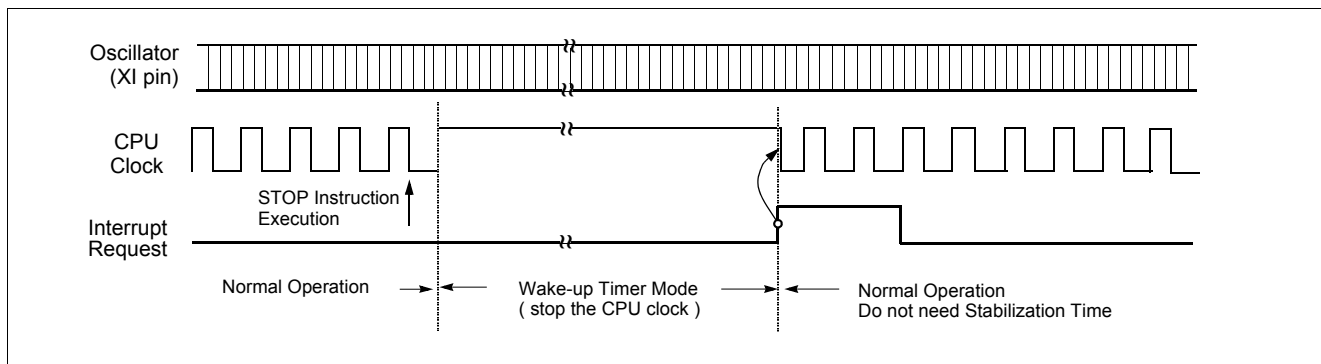 Oscillator
(XI pin)
CPU
Clock
STOP Instruction
Execution
Interrupt
Request
Normal Operation
Wake-up Timer Mode
( stop the CPU clock )
Normal Operation
Do not need Stabilization Time